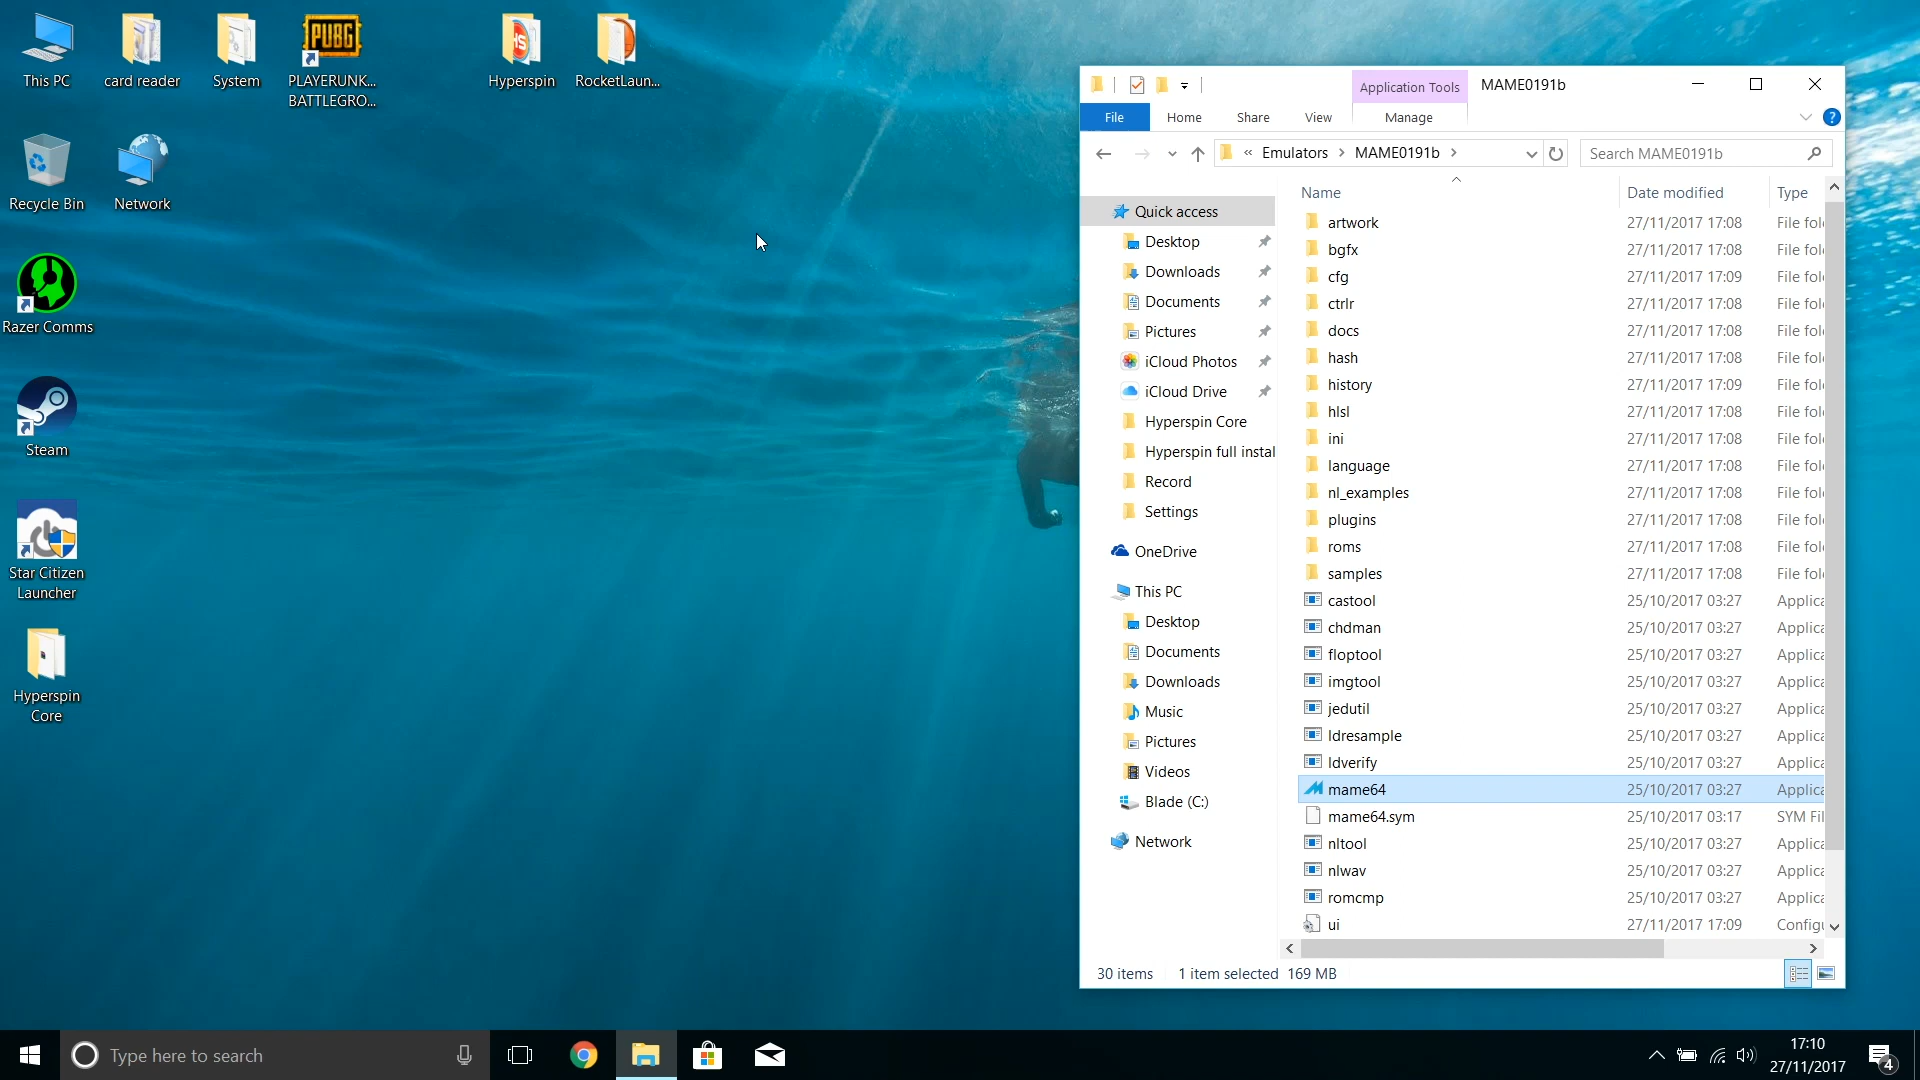 This PC
card reader
System
PUBG
PLAYERUNK...
BATTLEGRO...
Hyperspin
RocketLaun...
Recycle Bin
Network
Razer Comms
Steam
Star Citizen
Launcher
Hyperspin
Core
Application Tools
MAME0191b
File
Home
Share
View
Manage
« Emulators > MAME0191b >
Search MAME0191b
Quick access
Desktop
Downloads
Documents
Pictures
iCloud Photos
iCloud Drive
Hyperspin Core
Hyperspin full instal
Record
Settings
OneDrive
This PC
Desktop
Documents
Downloads
Music
Pictures
Videos
Blade (C:)
Network
Name Date modified Type
artwork 27/11/2017 17:08 File fol
bgfx 27/11/2017 17:08 File fol
cfg 27/11/2017 17:09 File fol
ctrlr 27/11/2017 17:08 File fol
docs 27/11/2017 17:08 File fol
hash 27/11/2017 17:08 File fol
history 27/11/2017 17:09 File fol
hlsl 27/11/2017 17:08 File fol
ini 27/11/2017 17:08 File fol
language 27/11/2017 17:08 File fol
nl_examples 27/11/2017 17:08 File fol
plugins 27/11/2017 17:08 File fol
roms 27/11/2017 17:08 File fol
samples 27/11/2017 17:08 File fol
castool 25/10/2017 03:27 Applica
chdman 25/10/2017 03:27 Applica
floptool 25/10/2017 03:27 Applica
imgtool 25/10/2017 03:27 Applica
jedutil 25/10/2017 03:27 Applica
ldresample 25/10/2017 03:27 Applica
ldverify 25/10/2017 03:27 Applica
mame64 25/10/2017 03:27 Applica
mame64.sym 25/10/2017 03:17 SYM Fil
nltool 25/10/2017 03:27 Applica
nlwav 25/10/2017 03:27 Applica
romcmp 25/10/2017 03:27 Applica
ui 27/11/2017 17:09 Configu
30 items 1 item selected 169 MB
Type here to search
17:10
27/11/2017
4